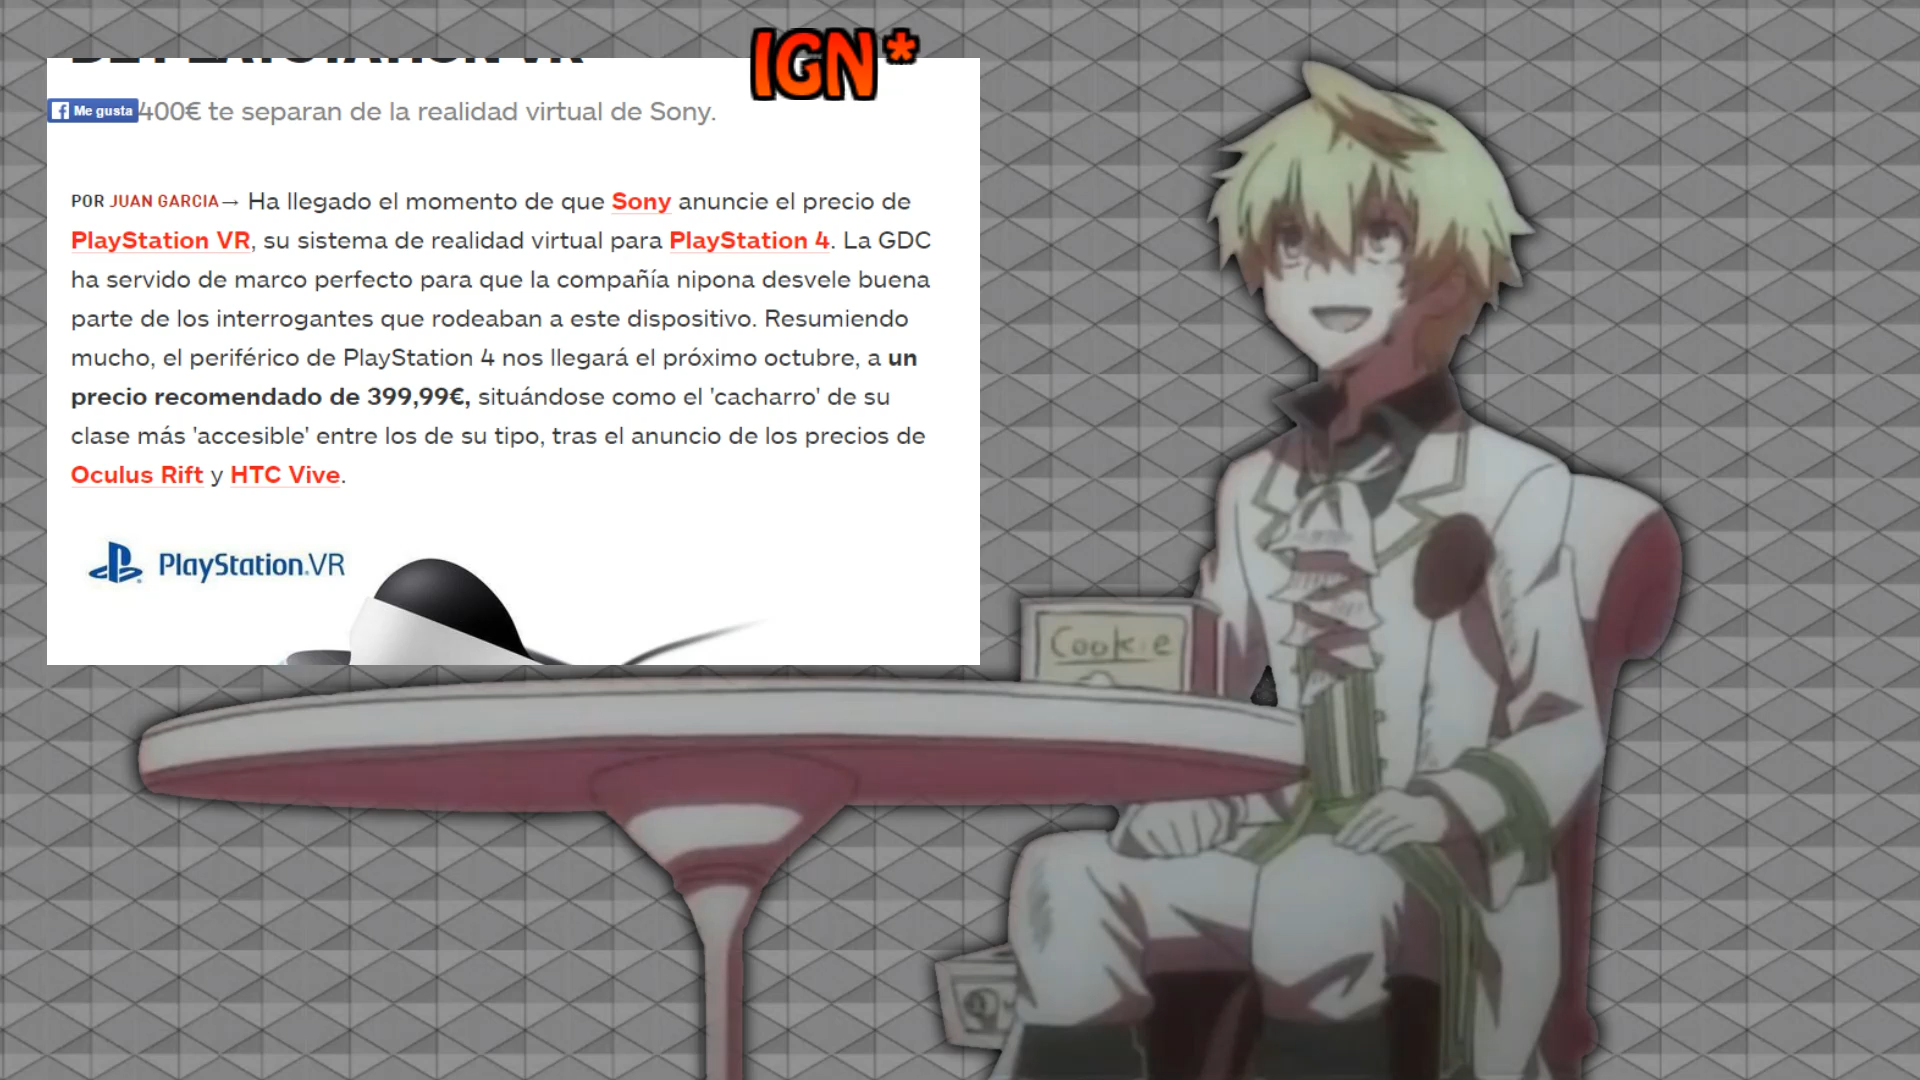 IGN*
DE PLAYSTATION VR
Me gusta
400€ te separan de la realidad virtual de Sony.
POR JUAN GARCIA→ Ha llegado el momento de que Sony anuncie el precio de
PlayStation VR, su sistema de realidad virtual para PlayStation 4. La GDC
ha servido de marco perfecto para que la compañía nipona desvele buena
parte de los interrogantes que rodeaban a este dispositivo. Resumiendo
mucho, el periférico de PlayStation 4 nos llegará el próximo octubre, a un
precio recomendado de 399,99€, situándose como el 'cacharro' de su
clase más 'accesible' entre los de su tipo, tras el anuncio de los precios de
Oculus Rift y HTC Vive.
PlayStation.VR
Cookie